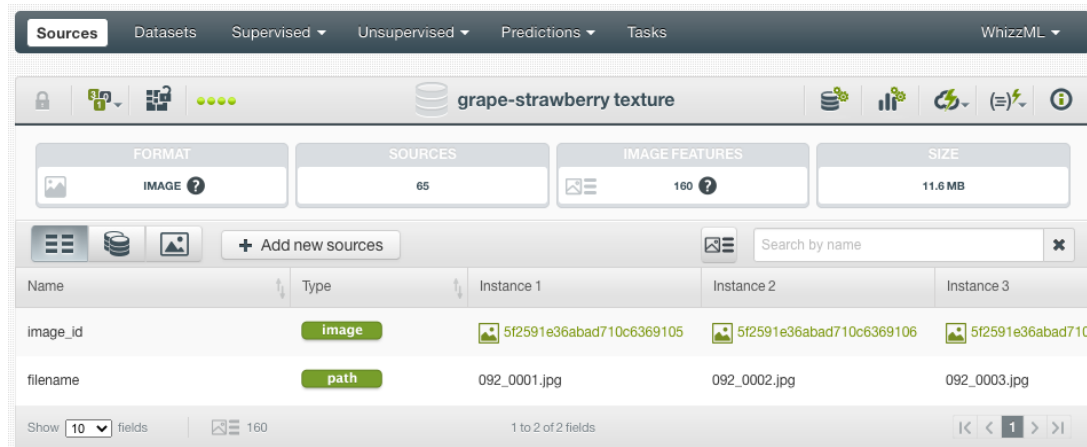 Sources Datasets Supervised Unsupervised Predictions Tasks WhizzML
grape-strawberry texture
FORMAT SOURCES IMAGE FEATURES SIZE
IMAGE ? 65 160 ? 11.6 MB
+ Add new sources Search by name
Name Type Instance 1 Instance 2 Instance 3
image_id image 5f2591e36abad710c6369105 5f2591e36abad710c6369106 5f2591e36abad710
filename path 092_0001.jpg 092_0002.jpg 092_0003.jpg
Show 10 fields 160 1 to 2 of 2 fields 1